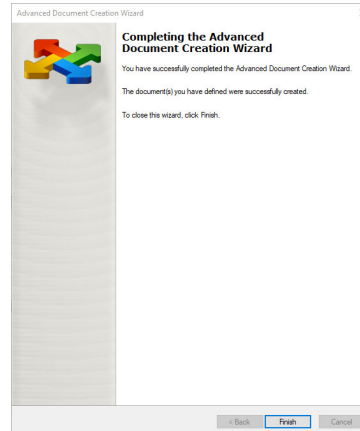 Advanced Document Creation Wizard
Completing the Advanced
Document Creation Wizard
You have successfully completed the Advanced Document Creation Wizard.
The document(s) you have defined were successfully created.
To close this wizard, click Finish.
< Back Finish Cancel